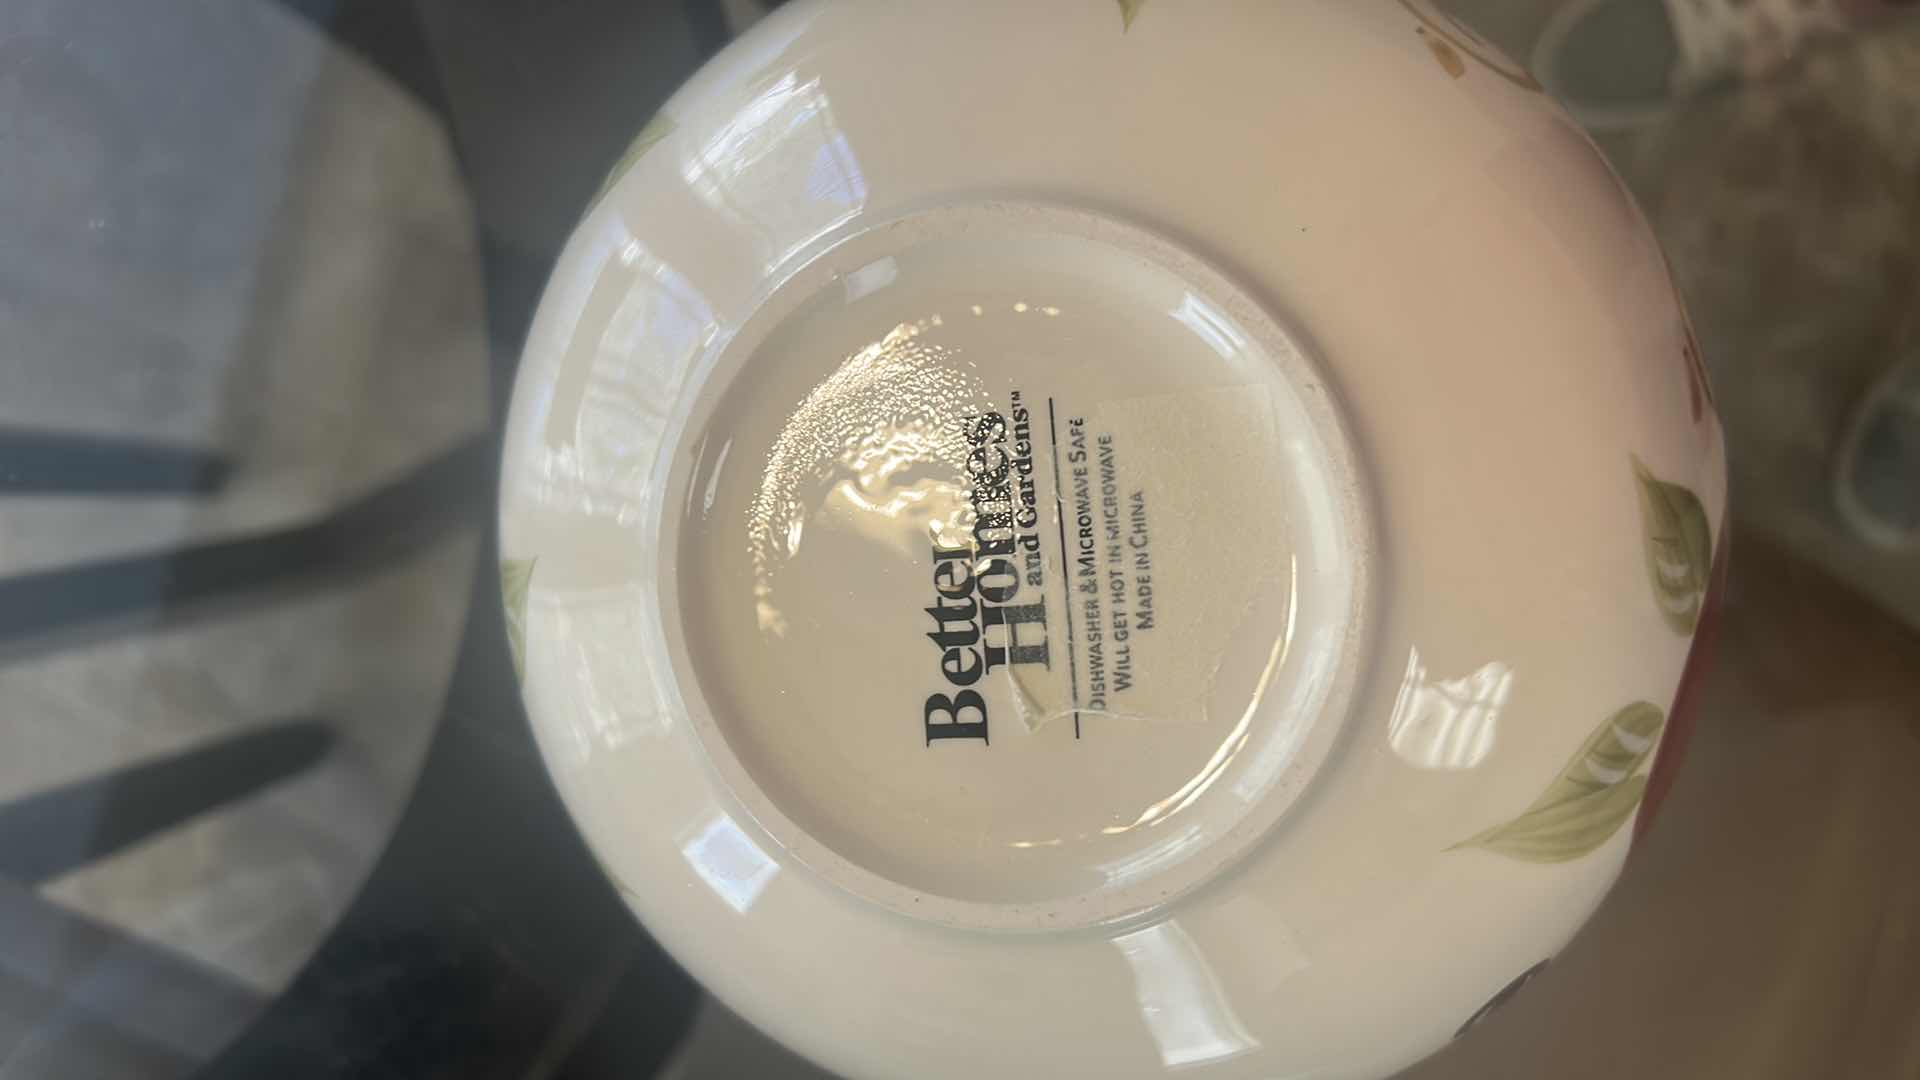 Better
Homes
and Gardens™
DISHWASHER & MICROWAVE SAFE
WILL GET HOT IN MICROWAVE
MADE IN CHINA